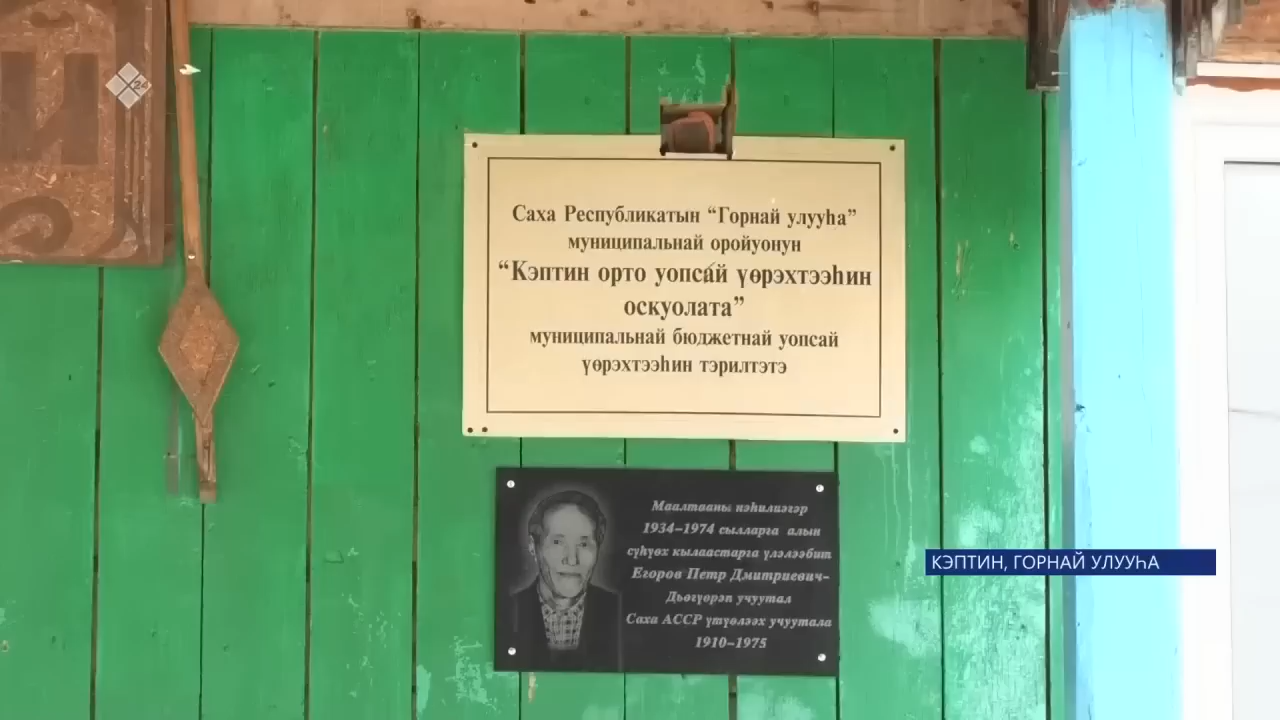 Саха Республикатын “Горнай улууһа”
муниципальнай оройуонун
“Кэптин орто уопсай үөрэхтээһин
оскуолата”
муниципальнай бюджетнай уопсай
үөрэхтээһин тэрилтэтэ
Маалтааны нэһилиэгэр
1934–1974 сылларга алын
сүһүөх кылаастарга үлэлээбит
Егоров Петр Дмитриевич–
Дьөгүөрэп учуутал
Саха АССР үтүөлээх учуутала
1910–1975
КЭПТИН, ГОРНАЙ УЛУУҺА